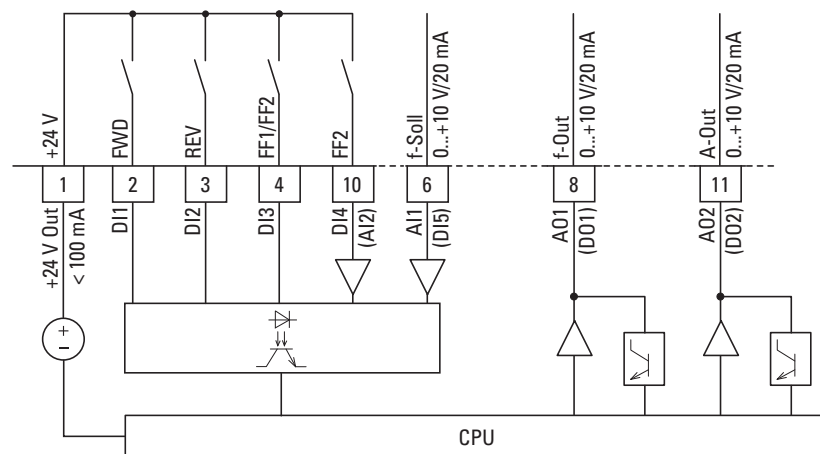 +24 V
FWD
REV
FF1/FF2
FF2
f-Soll
0...+10 V/20 mA
f-Out
0...+10 V/20 mA
A-Out
0...+10 V/20 mA
1
2
3
4
10
6
8
11
+24 V Out
< 100 mA
DI1
DI2
DI3
DI4
(AI2)
AI1
(DI5)
AO1
(DO1)
AO2
(DO2)
+
−
CPU